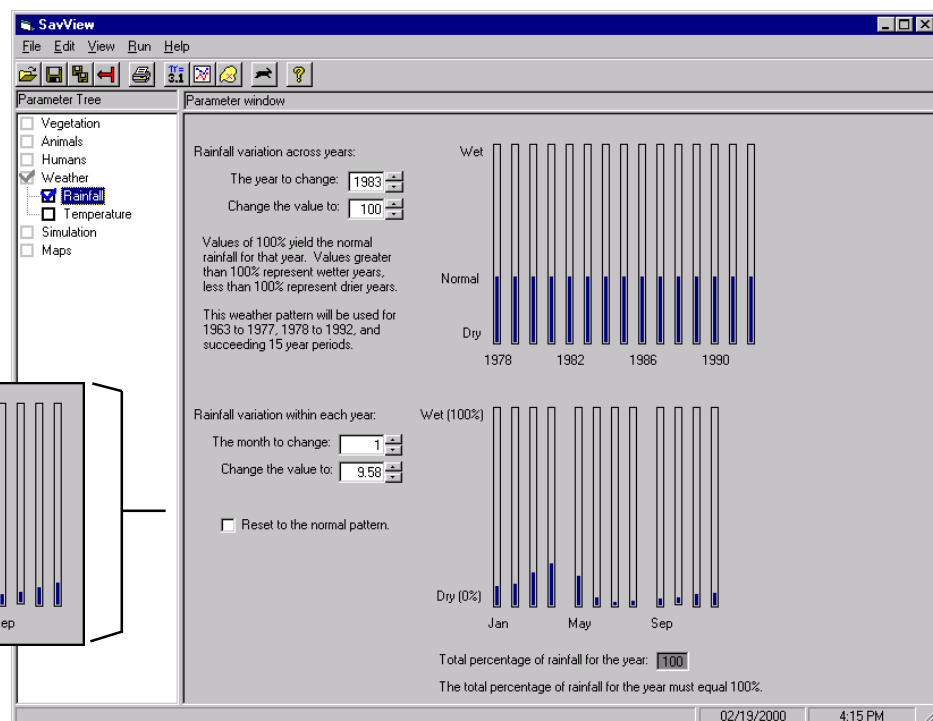 SavView
File Edit View Run Help
π=
3.1
?
Parameter Tree
Parameter window
Vegetation
Animals
Humans
Weather
Rainfall
Temperature
Simulation
Maps
Rainfall variation across years:
The year to change: 1983
Change the value to: 100
Values of 100% yield the normal
rainfall for that year. Values greater
than 100% represent wetter years,
less than 100% represent drier years.
This weather pattern will be used for
1963 to 1977, 1978 to 1992, and
succeeding 15 year periods.
Wet
Normal
Dry
1978 1982 1986 1990
Rainfall variation within each year:
The month to change: 1
Change the value to: 9.58
Reset to the normal pattern.
Wet (100%)
Dry (0%)
Jan May Sep
ep
Total percentage of rainfall for the year: 100
The total percentage of rainfall for the year must equal 100%.
02/19/2000 4:15 PM